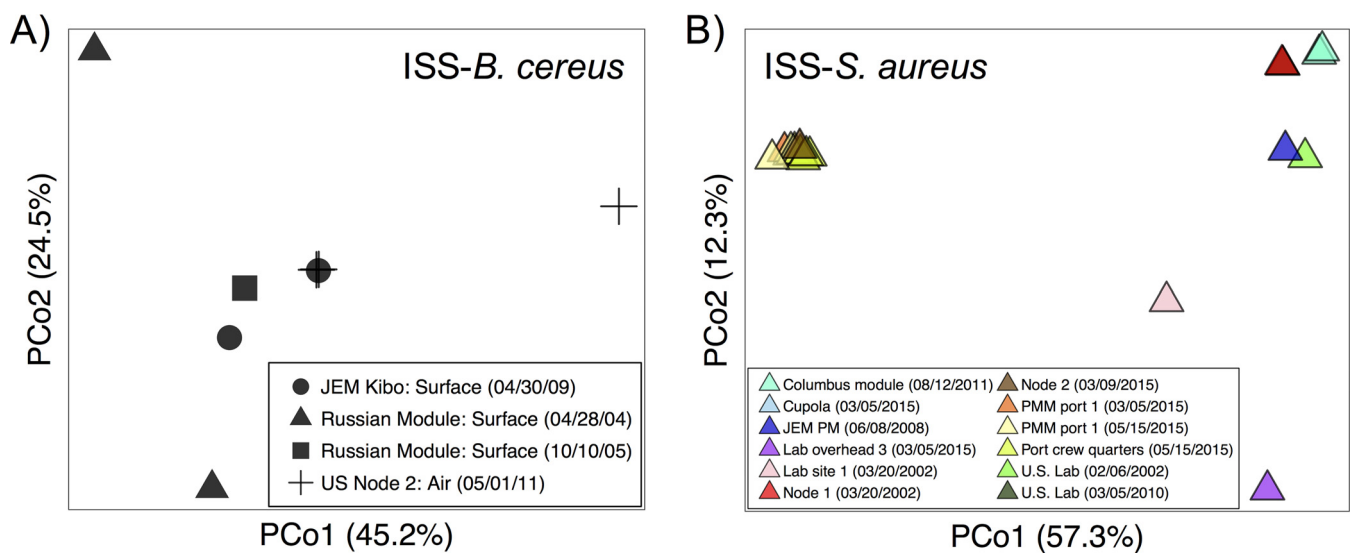 A)
ISS-B. cereus
PCo2 (24.5%)
JEM Kibo: Surface (04/30/09)
Russian Module: Surface (04/28/04)
Russian Module: Surface (10/10/05)
US Node 2: Air (05/01/11)
PCo1 (45.2%)
B)
ISS-S. aureus
PCo2 (12.3%)
Columbus module (08/12/2011)
Cupola (03/05/2015)
JEM PM (06/08/2008)
Lab overhead 3 (03/05/2015)
Lab site 1 (03/20/2002)
Node 1 (03/20/2002)
Node 2 (03/09/2015)
PMM port 1 (03/05/2015)
PMM port 1 (05/15/2015)
Port crew quarters (05/15/2015)
U.S. Lab (02/06/2002)
U.S. Lab (03/05/2010)
PCo1 (57.3%)